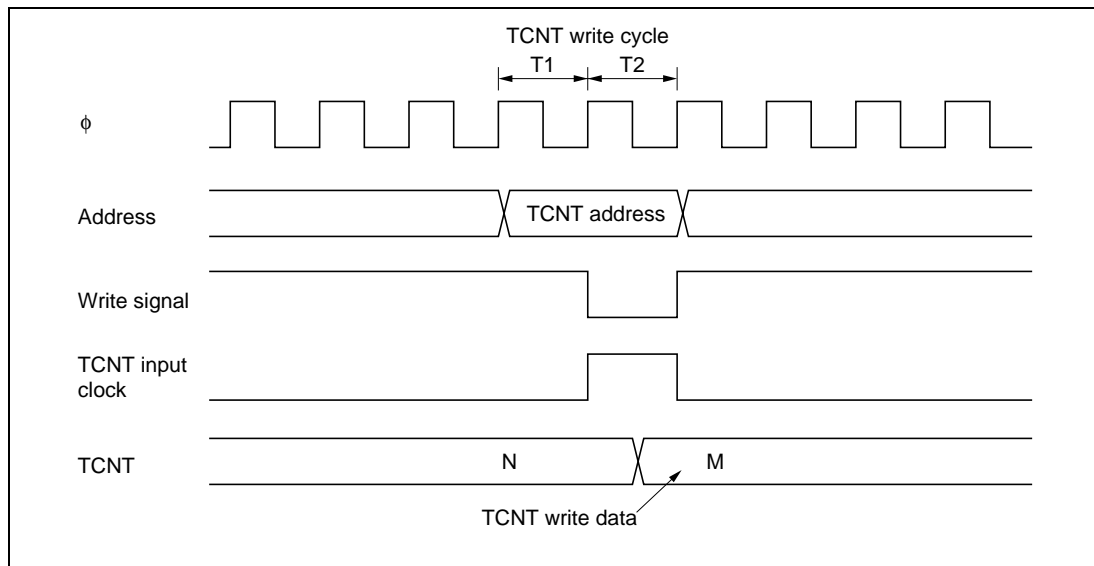 TCNT write cycle
T1 T2
ϕ
Address
TCNT address
Write signal
TCNT input
clock
TCNT
N
M
TCNT write data